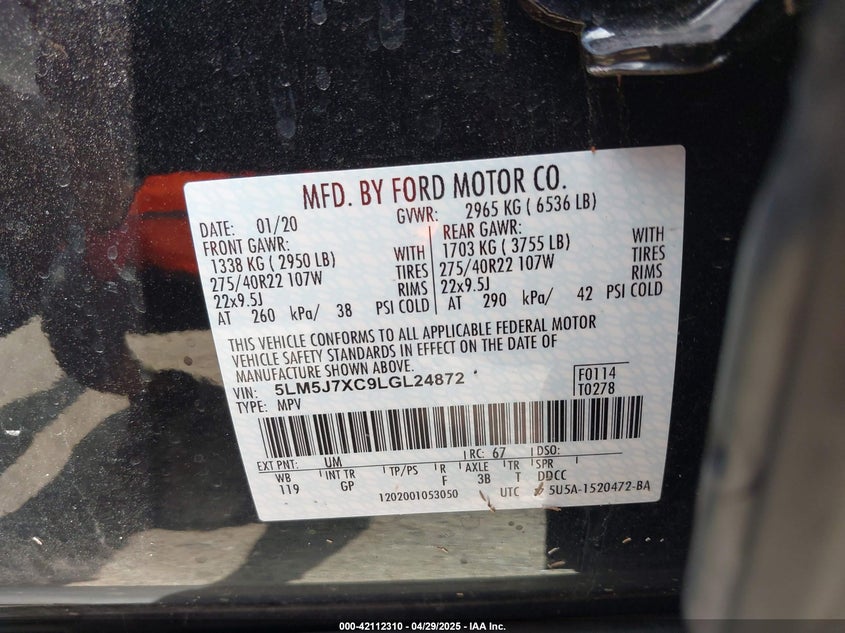 MFD. BY FORD MOTOR CO.
DATE: 01/20 GVWR: 2965 KG ( 6536 LB)
FRONT GAWR: REAR GAWR:
1338 KG ( 2950 LB) WITH 1703 KG ( 3755 LB) WITH
275/40R22 107W TIRES 275/40R22 107W TIRES
22x9.5J RIMS 22x9.5J RIMS
AT 260 kPa/ 38 PSI COLD AT 290 kPa/ 42 PSI COLD
THIS VEHICLE CONFORMS TO ALL APPLICABLE FEDERAL MOTOR
VEHICLE SAFETY STANDARDS IN EFFECT ON THE DATE OF
MANUFACTURE SHOWN ABOVE.
VIN: 5LM5J7XC9LGL24872 F0114
TYPE: MPV T0278
EXT PNT: UM RC: 67 DSO:
WB INT TR TP/PS R AXLE TR SPR
119 GP F 3B T DDCC
1202001053050 UTC 5U5A-1520472-BA
000-42112310 04/29/2025 - IAA Inc.